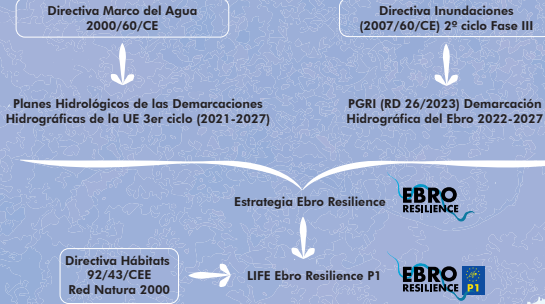 Directiva Marco del Agua
2000/60/CE
Directiva Inundaciones
(2007/60/CE) 2º ciclo Fase III
Planes Hidrológicos de las Demarcaciones
Hidrográficas de la UE 3er ciclo (2021-2027)
PGRI (RD 26/2023) Demarcación
Hidrográfica del Ebro 2022-2027
Estrategia Ebro Resilience
EBRO
RESILIENCE
Directiva Hábitats
92/43/CEE
Red Natura 2000
LIFE Ebro Resilience P1
EBRO
RESILIENCE
P1